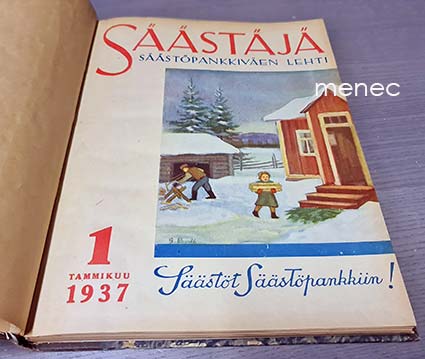 SÄÄSTÄJÄ
SÄÄSTÖPANKKIVÄEN LEHTI
menec
1
TAMMIKUU
1937
Säästöt Säästöpankkiin!